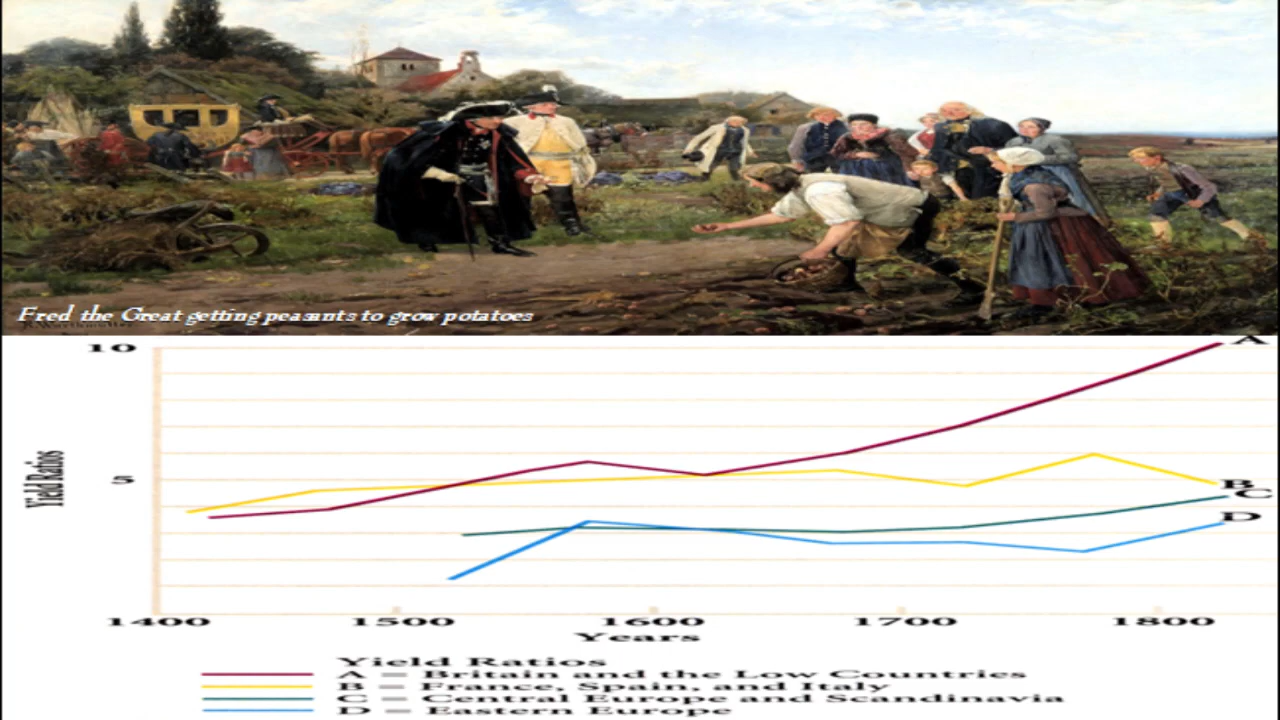 Fred the Great getting peasants to grow potatoes
10
A
Yield Ratios
5
B
C
D
1400 1500 1600 1700 1800
Years
Yield Ratios
A = Britain and the Low Countries
B = France, Spain, and Italy
C = Central Europe and Scandinavia
D = Eastern Europe